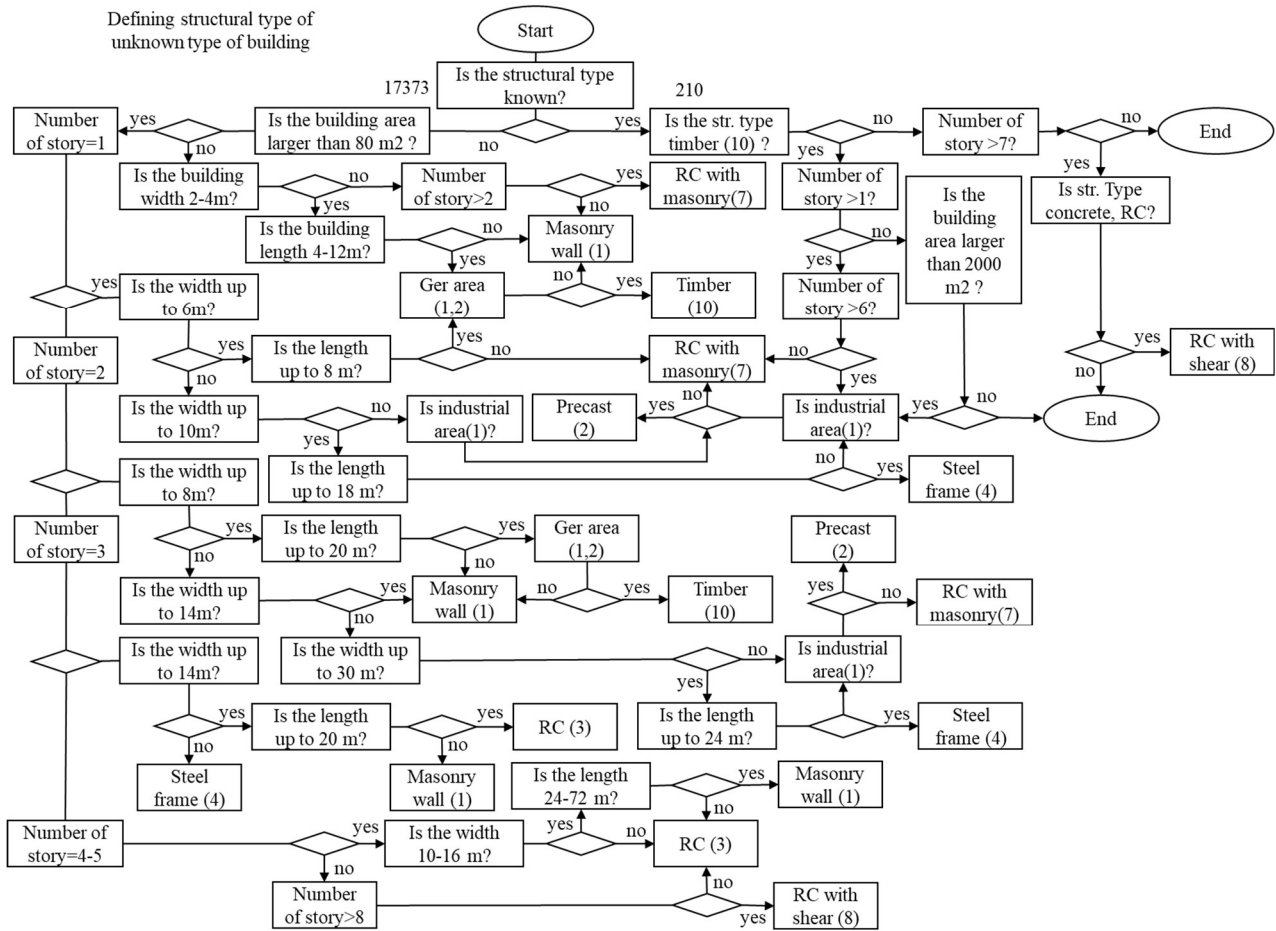 Defining structural type of
unknown type of building
Start
17373
Is the structural type
known?
210
no
yes
Number
of story=1
yes
Is the building area
larger than 80 m2 ?
no
Is the str. type
timber (10) ?
no
yes
Number of
story >7?
no
yes
End
Is the building
width 2-4m?
no
yes
Number
of story>2
yes
no
RC with
masonry(7)
Number of
story >1?
no
yes
Is the
building
area larger
than 2000
m2 ?
Is str. Type
concrete, RC?
Is the building
length 4-12m?
no
yes
Masonry
wall (1)
no
yes
Ger area
(1,2)
Timber
(10)
Number of
story >6?
yes
Is the width up
to 6m?
yes
no
Number
of story=2
Is the length
up to 8 m?
yes
no
RC with
masonry(7)
no
yes
yes
no
RC with
shear (8)
Is the width up
to 10m?
no
yes
Is industrial
area(1)?
Precast
(2)
yes
no
Is industrial
area(1)?
yes
no
End
Is the width up
to 8m?
Is the length
up to 18 m?
no
yes
Steel
frame (4)
Number
of story=3
yes
no
Is the length
up to 20 m?
yes
no
Ger area
(1,2)
Precast
(2)
Is the width up
to 14m?
yes
no
Masonry
wall (1)
no
yes
Timber
(10)
yes
no
RC with
masonry(7)
Is the width up
to 14m?
Is the width up
to 30 m?
no
yes
Is industrial
area(1)?
yes
no
Is the length
up to 20 m?
yes
no
RC (3)
Is the length
up to 24 m?
yes
Steel
frame (4)
Steel
frame (4)
Masonry
wall (1)
Is the length
24-72 m?
yes
no
Masonry
wall (1)
Number of
story=4-5
yes
no
Is the width
10-16 m?
yes
no
RC (3)
Number
of story>8
no
yes
RC with
shear (8)